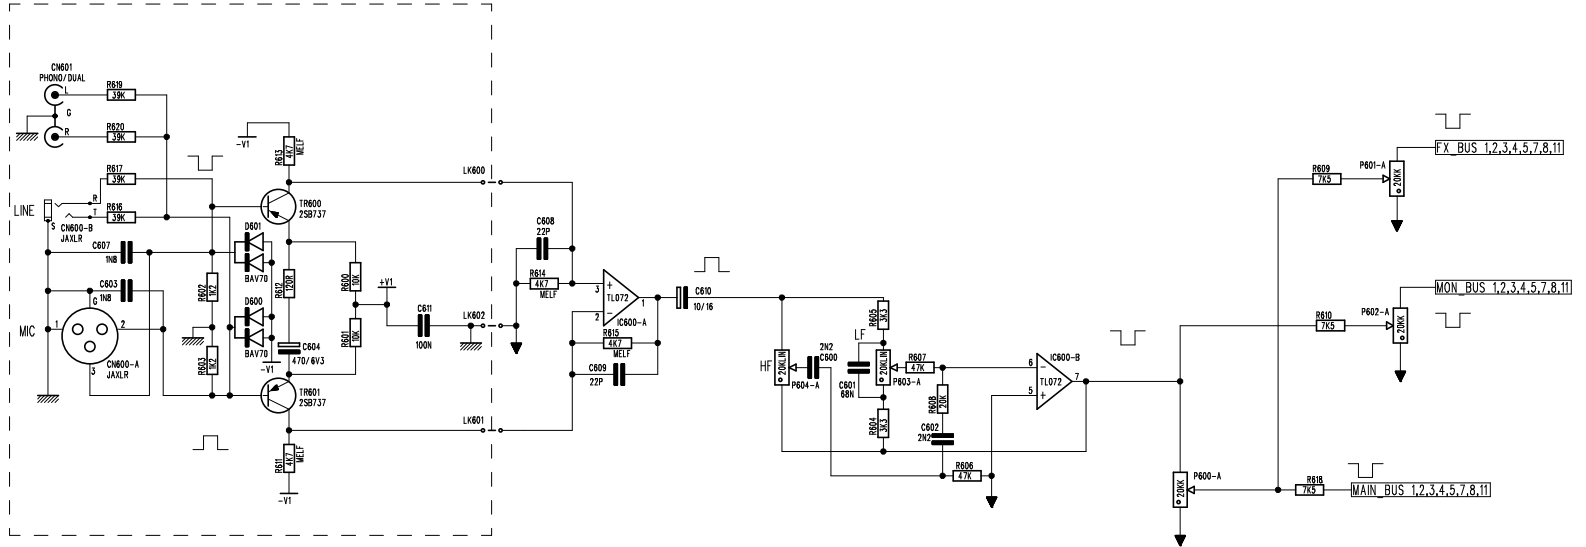 CN601
PHONO/DUAL
L
G
R
R619
39K
R620
39K
R617
39K
R616
39K
LINE
R
T
S
CN600-B
JAXLR
C607
1N8
C603
1N8
G
MIC
1
2
3
CN600-A
JAXLR
R602
1K2
R603
1K2
D601
BAV70
D600
BAV70
-V1
-V1
R613
4K7
MELF
TR600
2SB737
R612
120R
C604
470/6V3
TR601
2SB737
R611
4K7
MELF
-V1
R600
10K
R601
10K
+V1
C611
100N
LK600
LK602
LK601
C608
22P
R614
4K7
MELF
3
+
TL072
-
2
1
IC600-A
R615
4K7
MELF
C609
22P
C610
10/16
HF
20KLIN
P604-A
2N2
C600
R605
3K3
LF
C601
68N
20KLIN
P603-A
R604
3K3
R607
47K
R608
20K
C602
2N2
R606
47K
6
-
5
+
TL072
7
IC600-B
P600-A
20KK
R609
7K5
P601-A
20KK
FX_BUS 1,2,3,4,5,7,8,11
R610
7K5
P602-A
20KK
MON_BUS 1,2,3,4,5,7,8,11
R618
7K5
MAIN_BUS 1,2,3,4,5,7,8,11